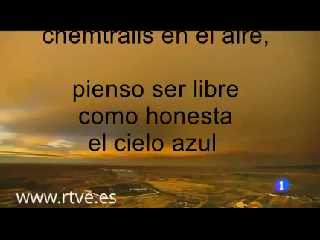 chemtrails en el aire,
pienso ser libre
como honesta
el cielo azul
1
www.rtve.es